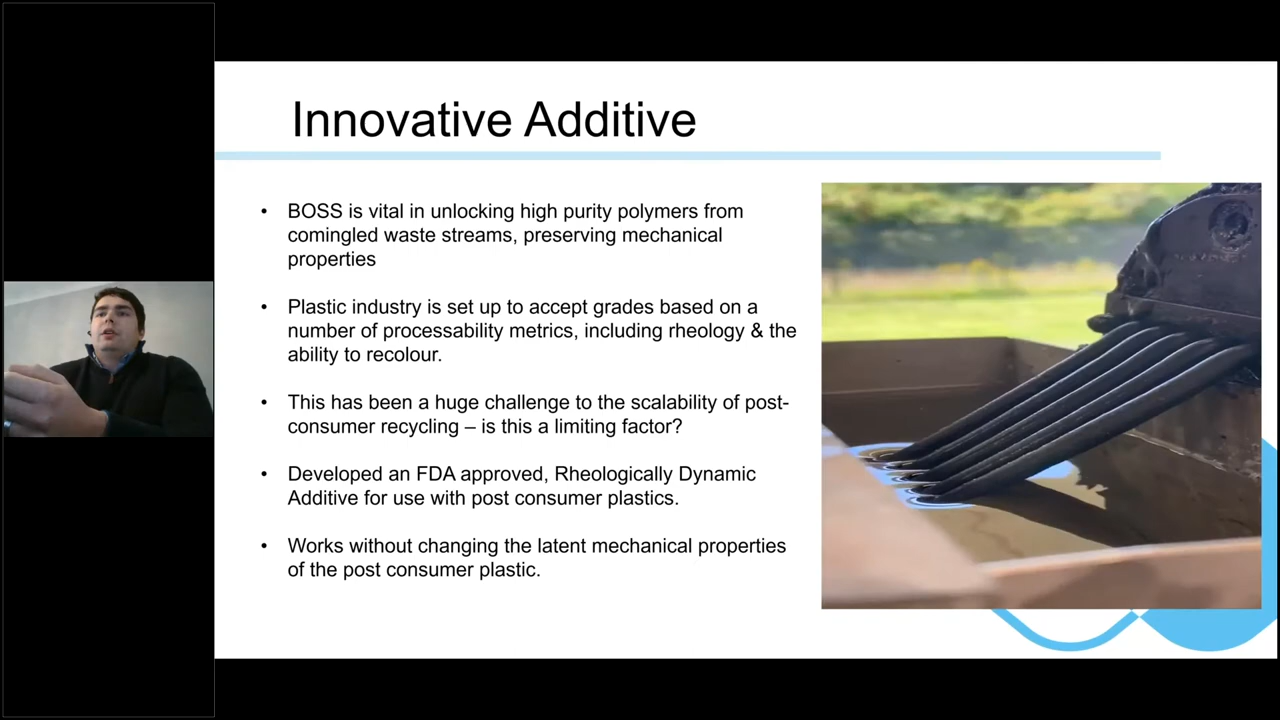 Innovative Additive
• BOSS is vital in unlocking high purity polymers from
comingled waste streams, preserving mechanical
properties
• Plastic industry is set up to accept grades based on a
number of processability metrics, including rheology & the
ability to recolour.
• This has been a huge challenge to the scalability of post-
consumer recycling – is this a limiting factor?
• Developed an FDA approved, Rheologically Dynamic
Additive for use with post consumer plastics.
• Works without changing the latent mechanical properties
of the post consumer plastic.